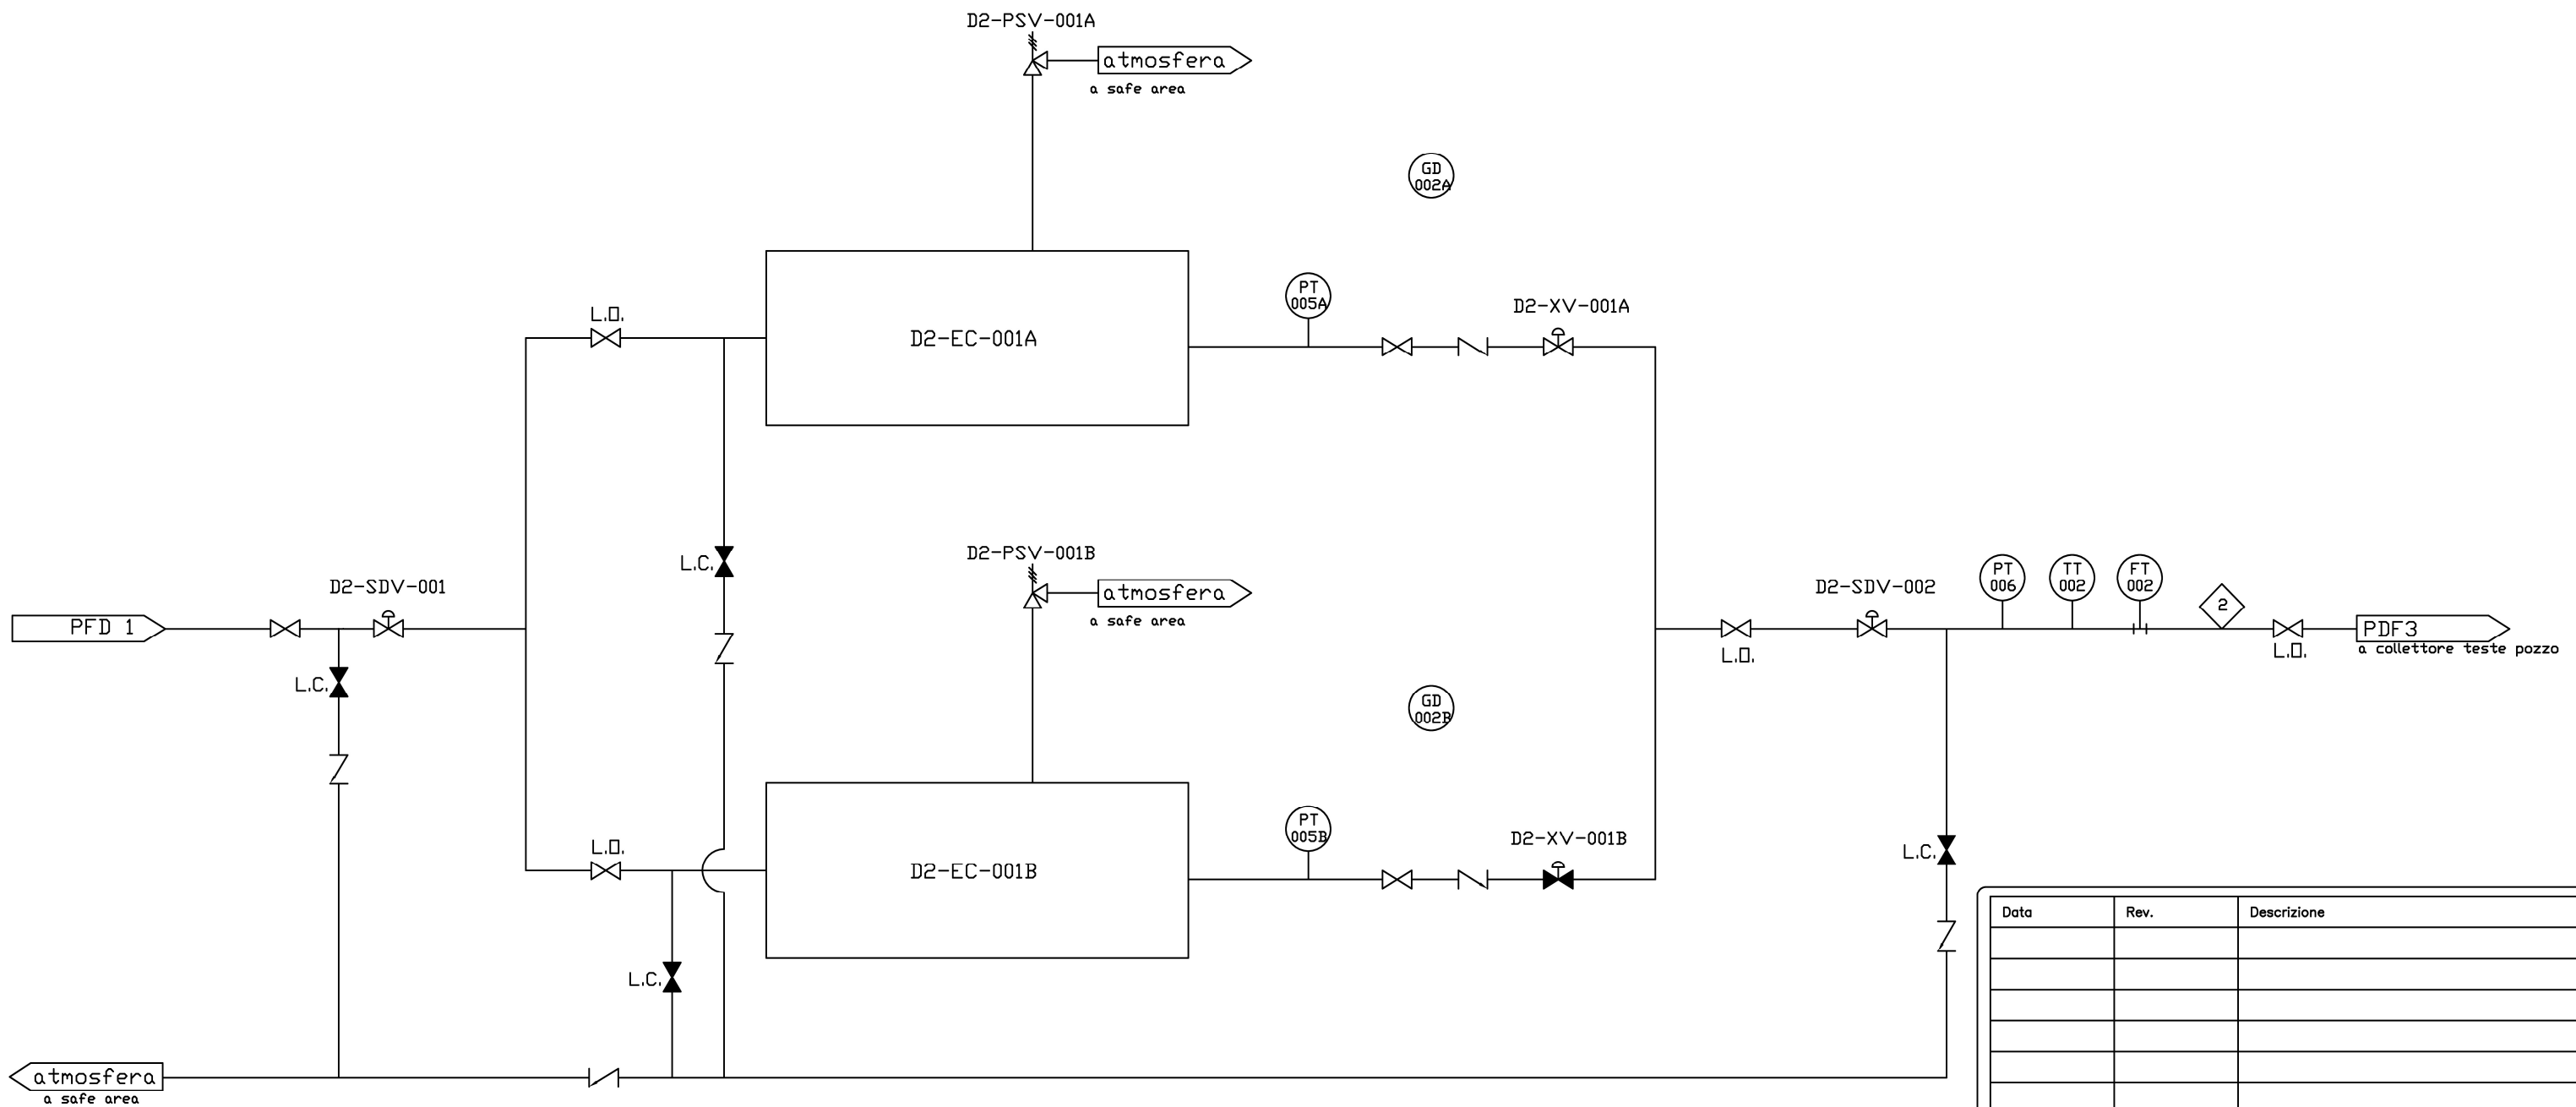 D2-PSV-001A
atmosfera
a safe area
GD
002A
PT
005A
D2-XV-001A
L.O.
D2-EC-001A
D2-PSV-001B
atmosfera
a safe area
L.C.
D2-SDV-001
PFD 1
L.C.
D2-SDV-002
PT
006
TT
002
FT
002
2
L.O.
PDF3
a collettore teste pozzo
L.O.
GD
002B
PT
005B
D2-XV-001B
L.O.
D2-EC-001B
L.C.
L.C.
Data
Rev.
Descrizione
atmosfera
a safe area